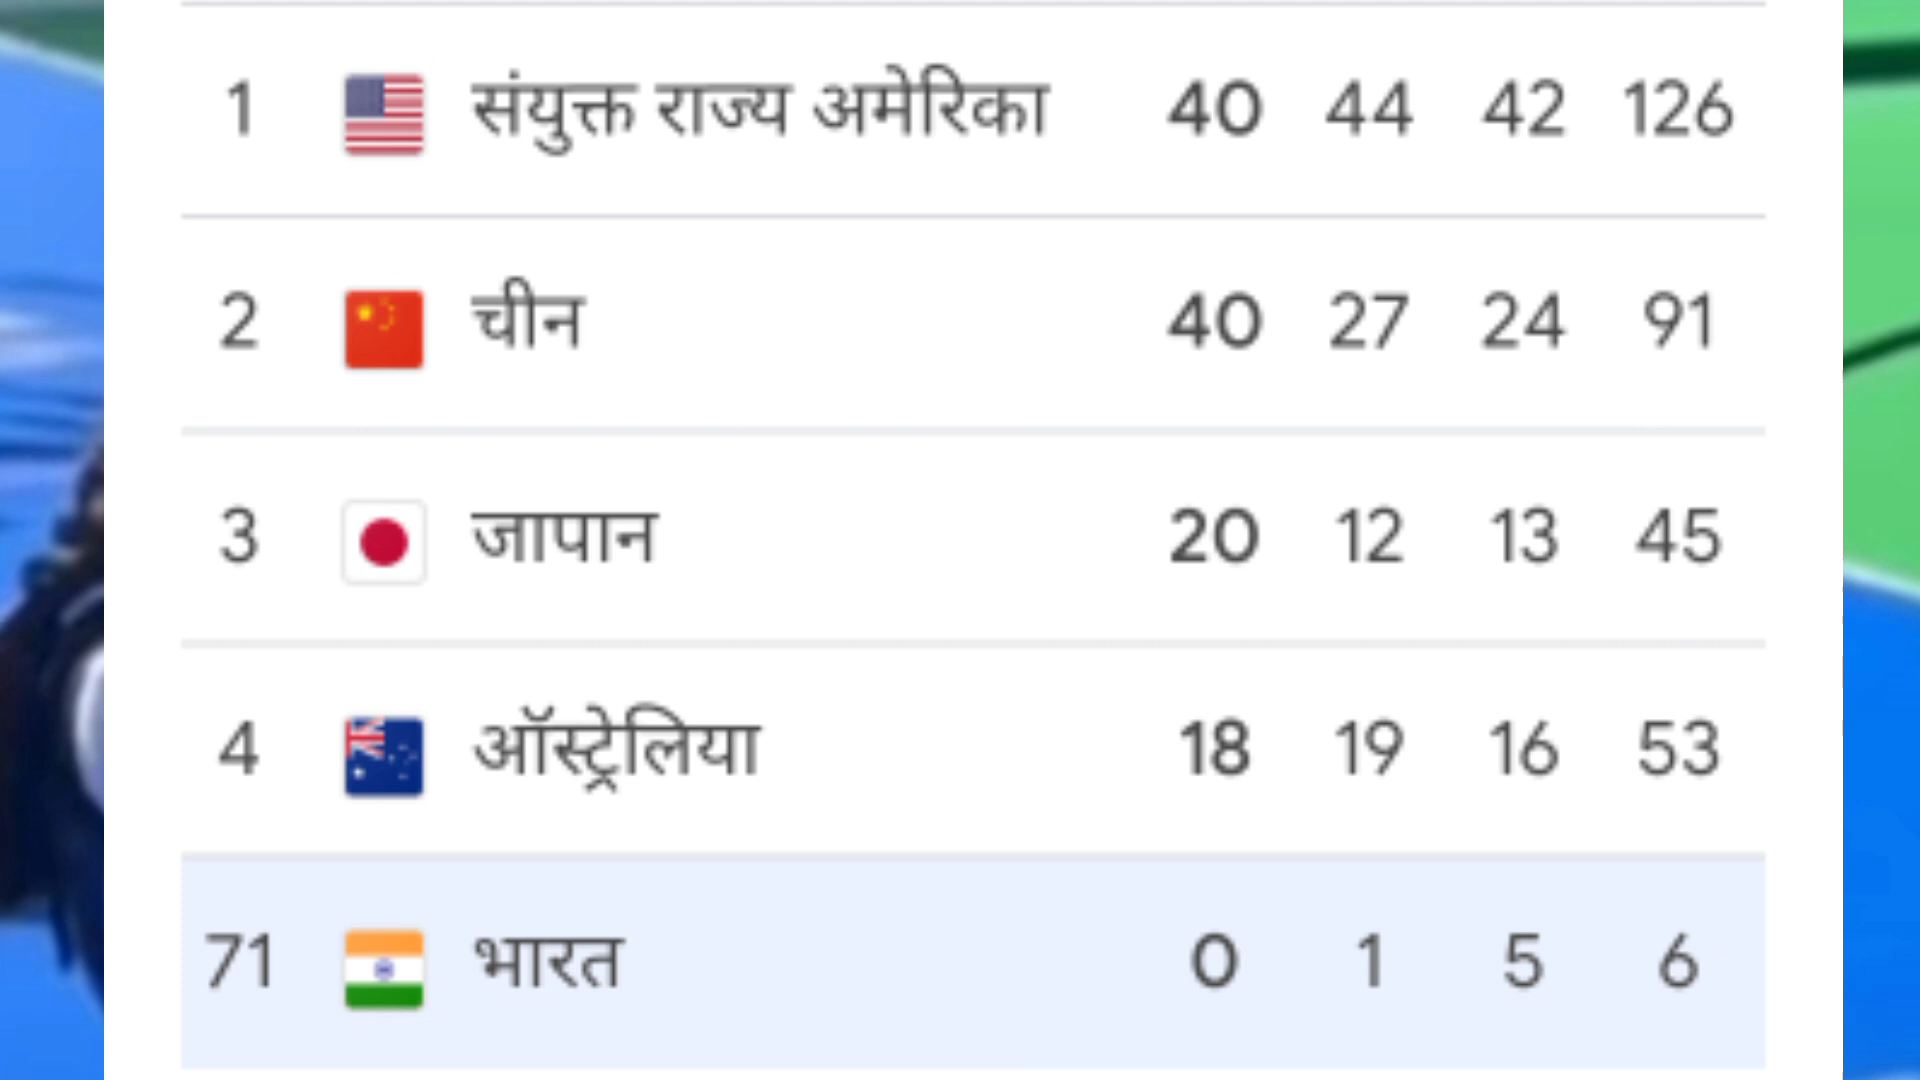 1 संयुक्त राज्य अमेरिका 40 44 42 126
2 चीन 40 27 24 91
3 जापान 20 12 13 45
4 ऑस्ट्रेलिया 18 19 16 53
71 भारत 0 1 5 6